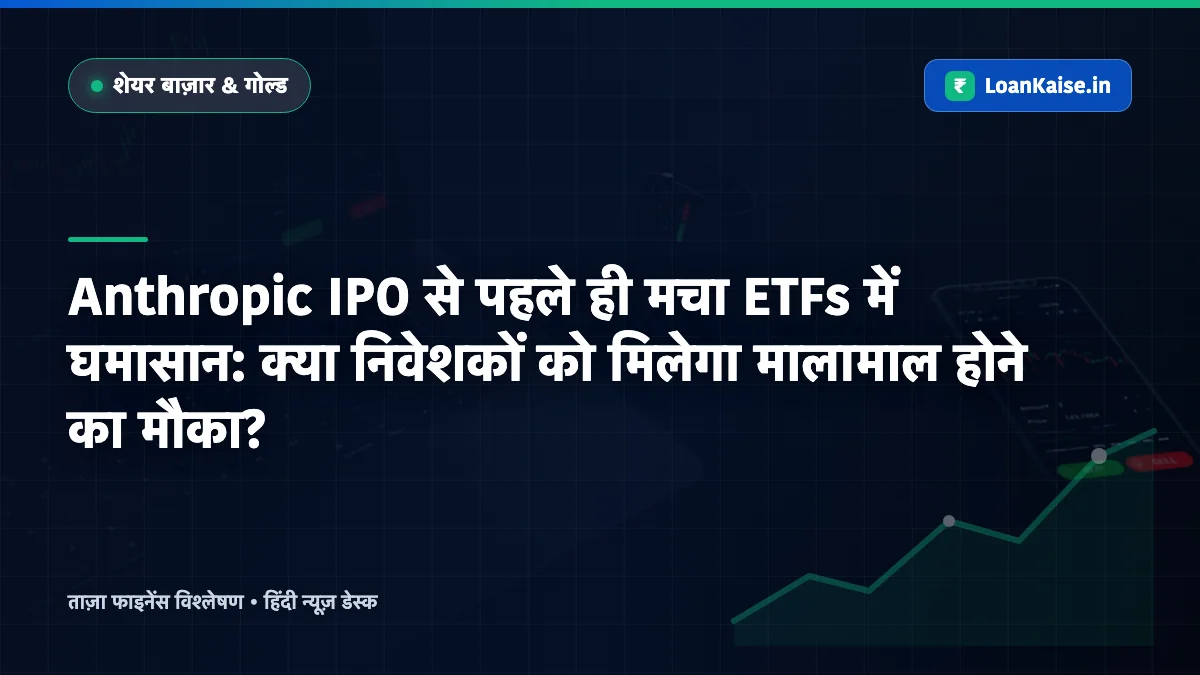 शेयर बाज़ार & गोल्ड
₹ LoanKaise.in
Anthropic IPO से पहले ही मचा ETFs में
घमासान: क्या निवेशकों को मिलेगा मालामाल होने
का मौका?
ताज़ा फाइनेंस विश्लेषण • हिंदी न्यूज़ डेस्क